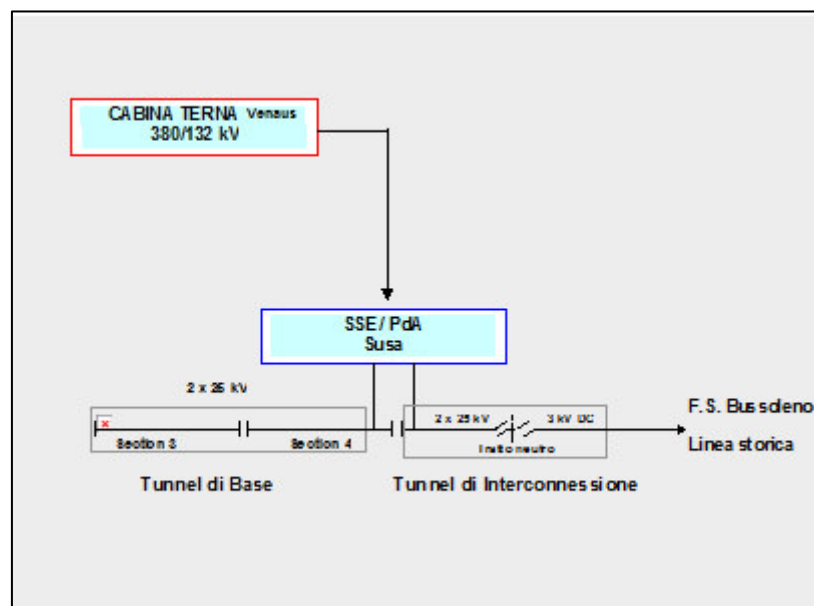 CABINA TERNA Venaus
380/132 kV
SSE / PdA
Susa
2 x 25 kV
Section 3
Section 4
2 x 25 kV
3 kV DC
F.S. Bussoleno
Linea storica
Tunnel di Base
Tunnel di Interconnessione